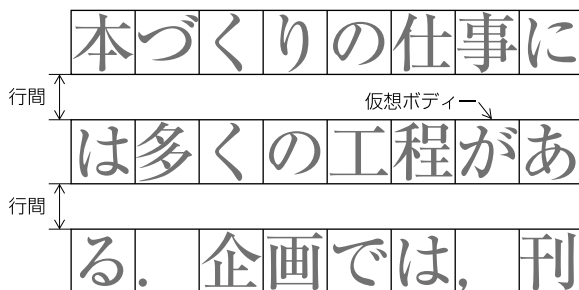 本づくりの仕事に
行間
仮想ボディー
は多くの工程があ
行間
る．企画では，刊